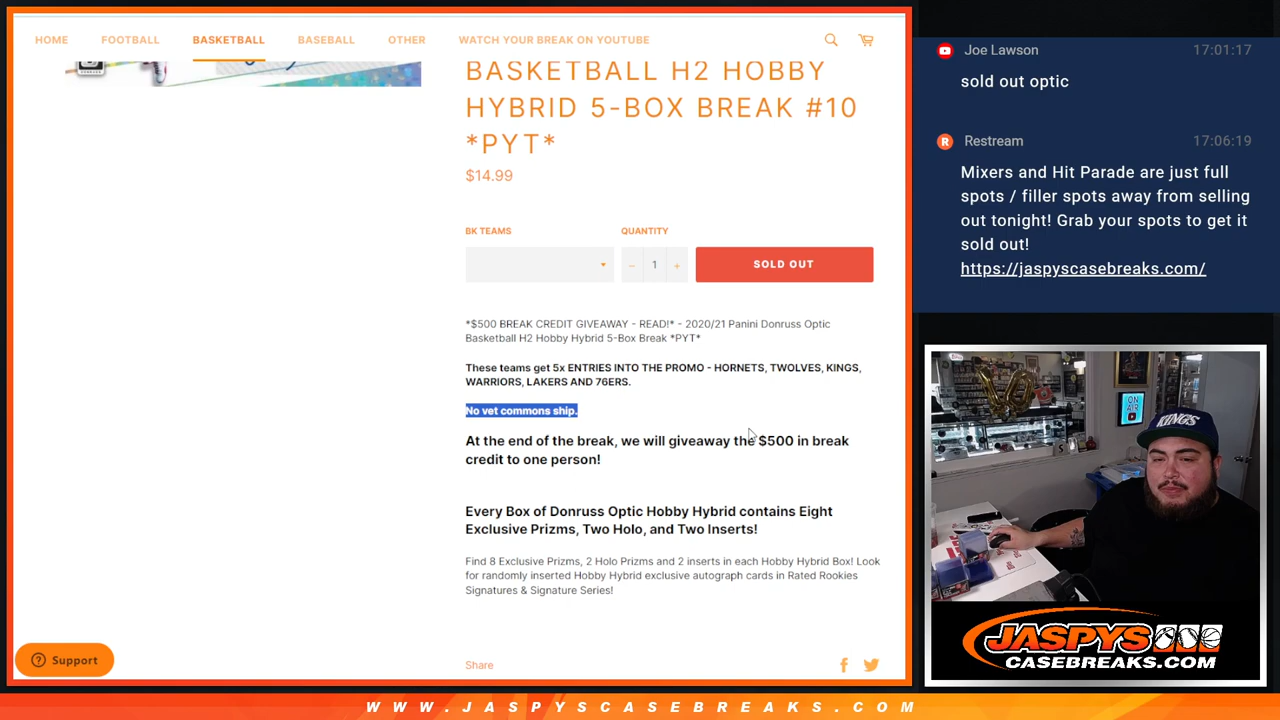 HOME
FOOTBALL
BASKETBALL
BASEBALL
OTHER
WATCH YOUR BREAK ON YOUTUBE
BASKETBALL H2 HOBBY
HYBRID 5-BOX BREAK #10
*PYT*
$14.99
BK TEAMS
QUANTITY
− 1 +
SOLD OUT
*$500 BREAK CREDIT GIVEAWAY - READ!* - 2020/21 Panini Donruss Optic
Basketball H2 Hobby Hybrid 5-Box Break *PYT*
These teams get 5x ENTRIES INTO THE PROMO - HORNETS, TWOLVES, KINGS,
WARRIORS, LAKERS AND 76ERS.
No vet commons ship.
At the end of the break, we will giveaway the $500 in break
credit to one person!
Every Box of Donruss Optic Hobby Hybrid contains Eight
Exclusive Prizms, Two Holo, and Two Inserts!
Find 8 Exclusive Prizms, 2 Holo Prizms and 2 inserts in each Hobby Hybrid Box! Look
for randomly inserted Hobby Hybrid exclusive autograph cards in Rated Rookies
Signatures & Signature Series!
Share
Support
Joe Lawson 17:01:17
sold out optic
R Restream 17:06:19
Mixers and Hit Parade are just full
spots / filler spots away from selling
out tonight! Grab your spots to get it
sold out!
https://jaspyscasebreaks.com/
ON AIR
KINGS
JASPYS
CASEBREAKS.COM
WWW.JASPYSCASEBREAKS.COM